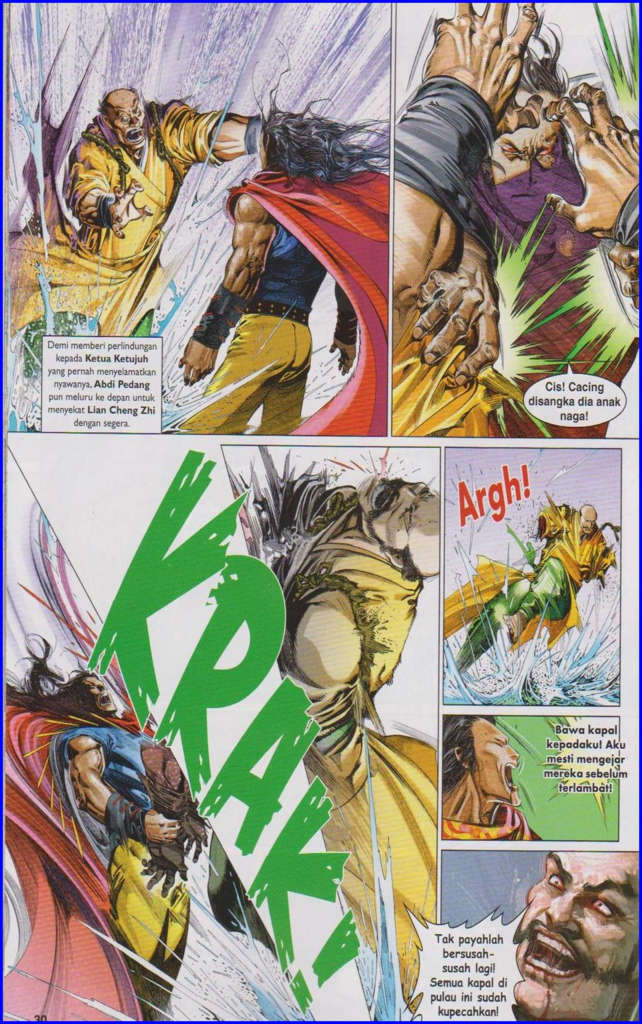 Demi memberi perlindungan
kepada Ketua Ketujuh
yang pernah menyelamatkan
nyawanya, Abdi Pedang
pun meluru ke depan untuk
menyekat Lian Cheng Zhi
dengan segera.
Cis! Cacing
disangka dia anak
naga!
KRAK!
Argh!
Bawa kapal
kepadaku! Aku
mesti mengejar
mereka sebelum
terlambat!
Tak payahlah
bersusah-
susah lagi!
Semua kapal di
pulau ini sudah
kupecahkan!
30